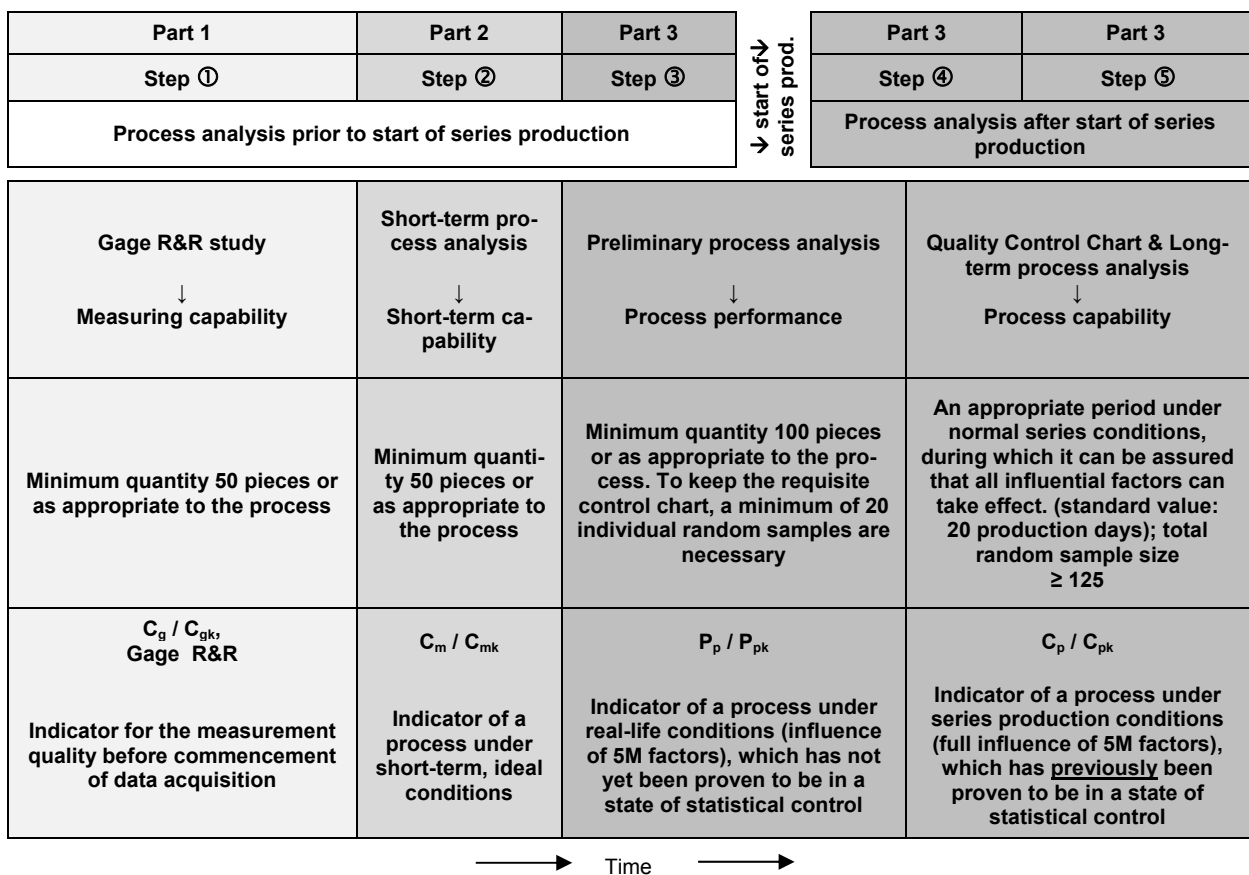 Part 1
Part 2
Part 3
→ start of→
series prod.
Part 3
Part 3
Step ①
Step ②
Step ③
Step ④
Step ⑤
Process analysis prior to start of series production
Process analysis after start of series
production
Gage R&R study
↓
Measuring capability
Short-term pro-
cess analysis
↓
Short-term ca-
pability
Preliminary process analysis
↓
Process performance
Quality Control Chart & Long-
term process analysis
↓
Process capability
Minimum quantity 50 pieces or
as appropriate to the process
Minimum quanti-
ty 50 pieces or
as appropriate to
the process
Minimum quantity 100 pieces
or as appropriate to the pro-
cess. To keep the requisite
control chart, a minimum of 20
individual random samples are
necessary
An appropriate period under
normal series conditions,
during which it can be assured
that all influential factors can
take effect. (standard value:
20 production days); total
random sample size
≥ 125
Cg / Cgk,
Gage R&R
Indicator for the measurement
quality before commencement
of data acquisition
Cm / Cmk
Indicator of a
process under
short-term, ideal
conditions
Pp / Ppk
Indicator of a process under
real-life conditions (influence
of 5M factors), which has not
yet been proven to be in a
state of statistical control
Cp / Cpk
Indicator of a process under
series production conditions
(full influence of 5M factors),
which has previously been
proven to be in a state of
statistical control
Time